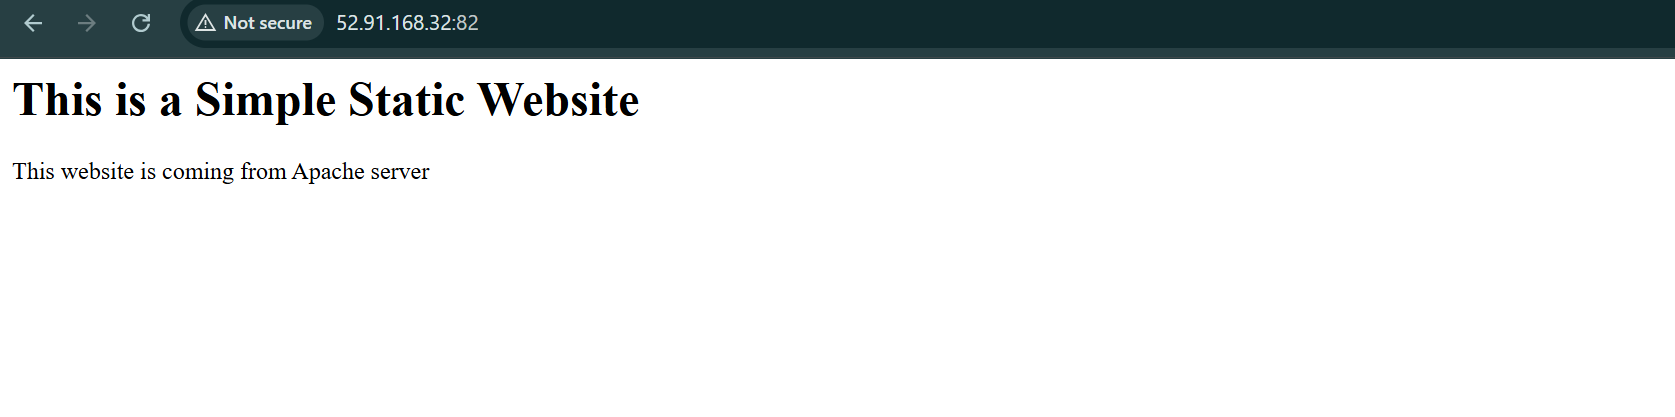 Not secure 52.91.168.32:82
This is a Simple Static Website
This website is coming from Apache server